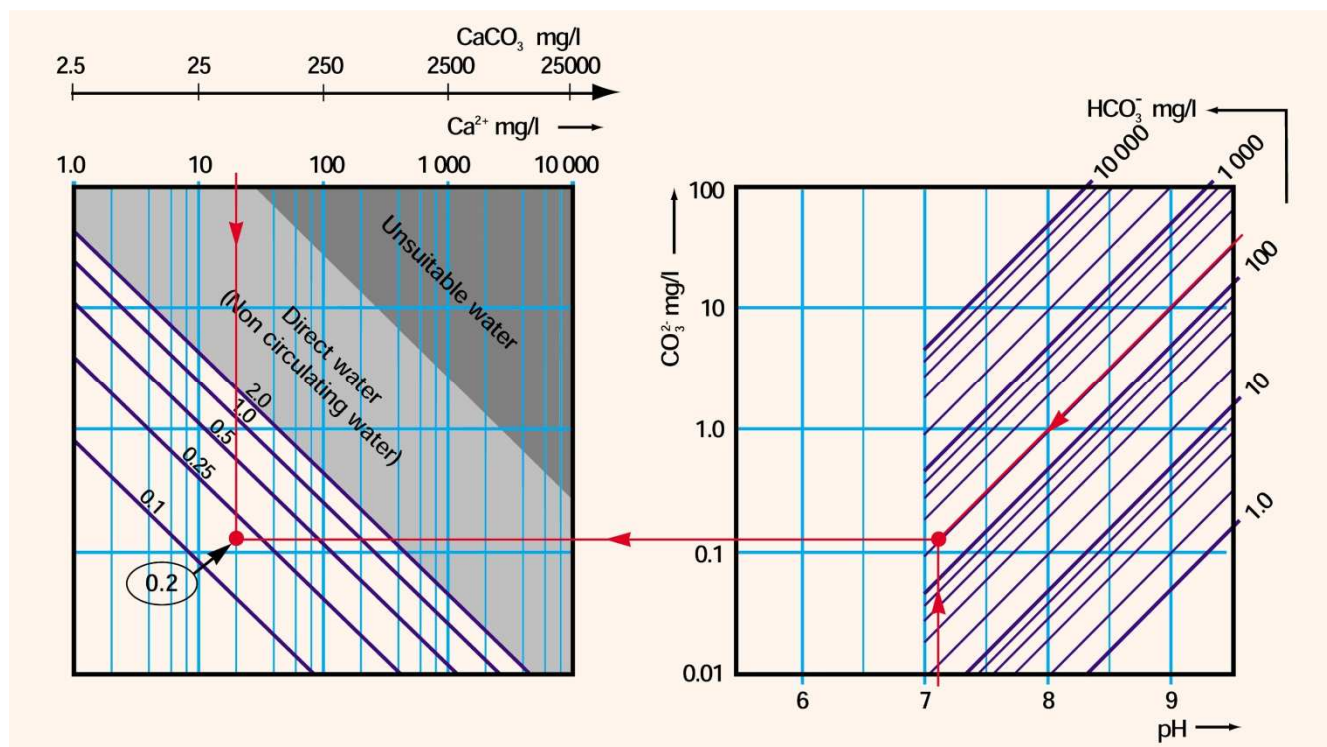 CaCO₃ mg/l
2.5 25 250 2500 25000
Ca²⁺ mg/l
1.0 10 100 1 000 10 000
Unsuitable water
Direct water
(Non circulating water)
2.0
1.0
0.5
0.25
0.1
0.2
HCO₃⁻ mg/l
10 000
1 000
100
10
1.0
CO₃²⁻ mg/l
100
10
1.0
0.1
0.01
6 7 8 9
pH